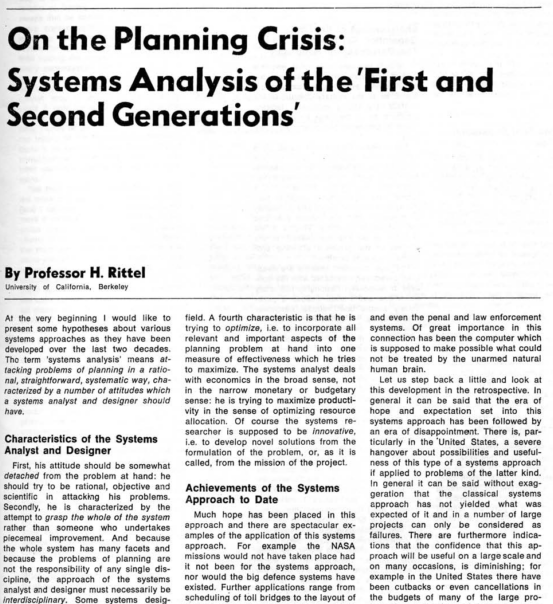 On the Planning Crisis:
Systems Analysis of the 'First and
Second Generations'
By Professor H. Rittel
University of California, Berkeley
At the very beginning I would like to
present some hypotheses about various
systems approaches as they have been
developed over the last two decades.
The term 'systems analysis' means at-
tacking problems of planning in a ratio-
nal, straightforward, systematic way, cha-
racterized by a number of attitudes which
a systems analyst and designer should
have.
Characteristics of the Systems
Analyst and Designer
First, his attitude should be somewhat
detached from the problem at hand: he
should try to be rational, objective and
scientific in attacking his problems.
Secondly, he is characterized by the
attempt to grasp the whole of the system
rather than someone who undertakes
piecemeal improvement. And because
the whole system has many facets and
because the problems of planning are
not the responsibility of any single dis-
cipline, the approach of the systems
analyst and designer must necessarily be
interdisciplinary. Some systems desig-
field. A fourth characteristic is that he is
trying to optimize, i.e. to incorporate all
relevant and important aspects of the
planning problem at hand into one
measure of effectiveness which he tries
to maximize. The systems analyst deals
with economics in the broad sense, not
in the narrow monetary or budgetary
sense: he is trying to maximize producti-
vity in the sense of optimizing resource
allocation. Of course the systems re-
searcher is supposed to be innovative,
i.e. to develop novel solutions from the
formulation of the problem, or, as it is
called, from the mission of the project.
Achievements of the Systems
Approach to Date
Much hope has been placed in this
approach and there are spectacular ex-
amples of the application of this systems
approach. For example the NASA
missions would not have taken place had
it not been for the systems approach,
nor would the big defence systems have
existed. Further applications range from
scheduling of toll bridges to the layout of
and even the penal and law enforcement
systems. Of great importance in this
connection has been the computer which
is supposed to make possible what could
not be treated by the unarmed natural
human brain.
Let us step back a little and look at
this development in the retrospective. In
general it can be said that the era of
hope and expectation set into this
systems approach has been followed by
an era of disappointment. There is, par-
ticularly in the United States, a severe
hangover about possibilities and useful-
ness of this type of a systems approach
if applied to problems of the latter kind.
In general it can be said without exag-
geration that the classical systems
approach has not yielded what was
expected of it and in a number of large
projects can only be considered as
failures. There are furthermore indica-
tions that the confidence that this ap-
proach will be useful on a large scale and
on many occasions, is diminishing; for
example in the United States there have
been cutbacks or even cancellations in
the budgets of many of the large pro-